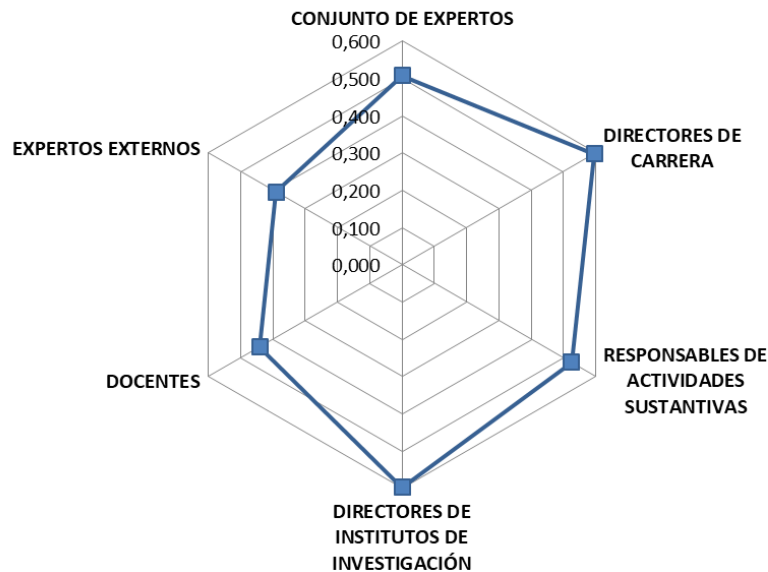 CONJUNTO DE EXPERTOS
0,600
0,500
0,400
0,300
0,200
0,100
0,000
DIRECTORES DE
CARRERA
RESPONSABLES DE
ACTIVIDADES
SUSTANTIVAS
DIRECTORES DE
INSTITUTOS DE
INVESTIGACIÓN
DOCENTES
EXPERTOS EXTERNOS